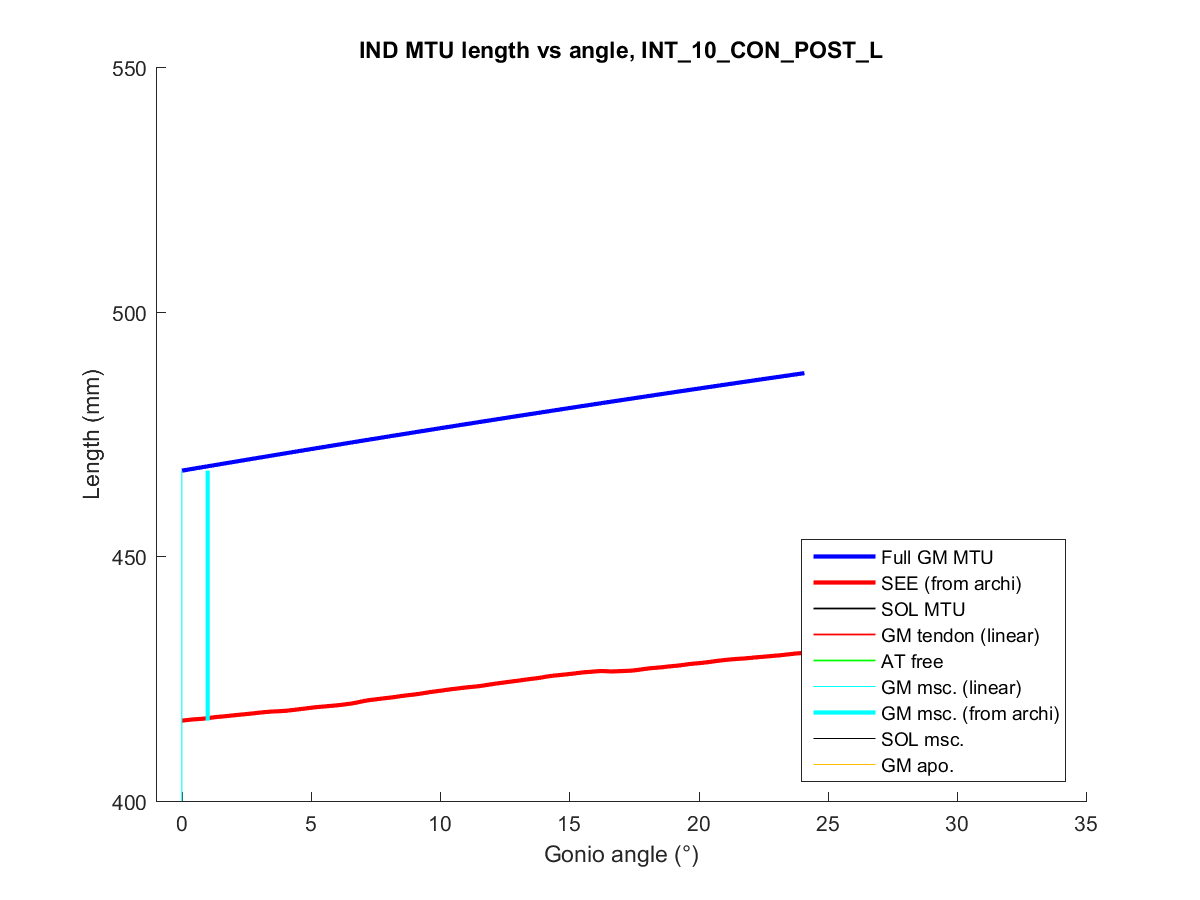 IND MTU length vs angle, INT_10_CON_POST_L
550
500
450
400
Length (mm)
0
5
10
15
20
25
30
35
Gonio angle (°)
Full GM MTU
SEE (from archi)
SOL MTU
GM tendon (linear)
AT free
GM msc. (linear)
GM msc. (from archi)
SOL msc.
GM apo.